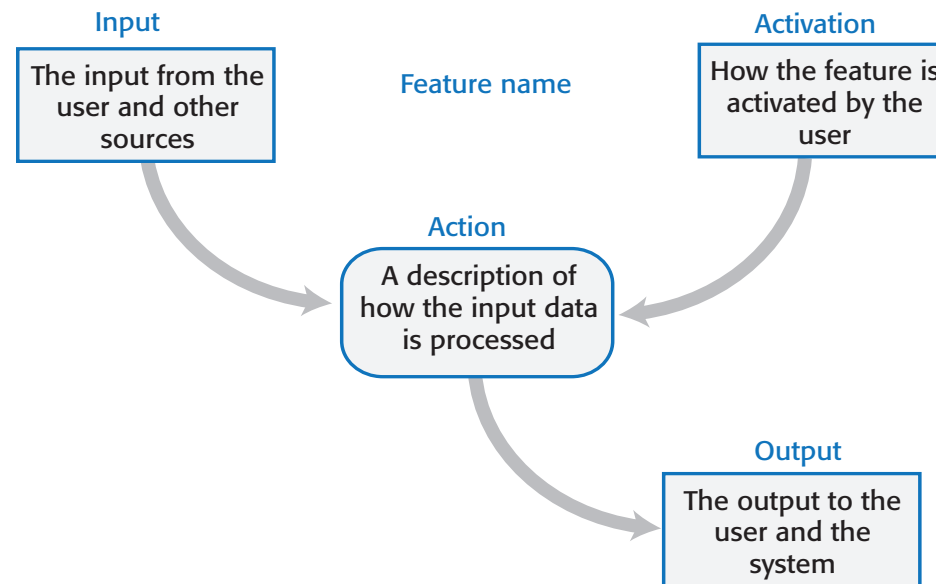 Input
The input from the
user and other
sources
Feature name
Activation
How the feature is
activated by the
user
Action
A description of
how the input data
is processed
Output
The output to the
user and the
system